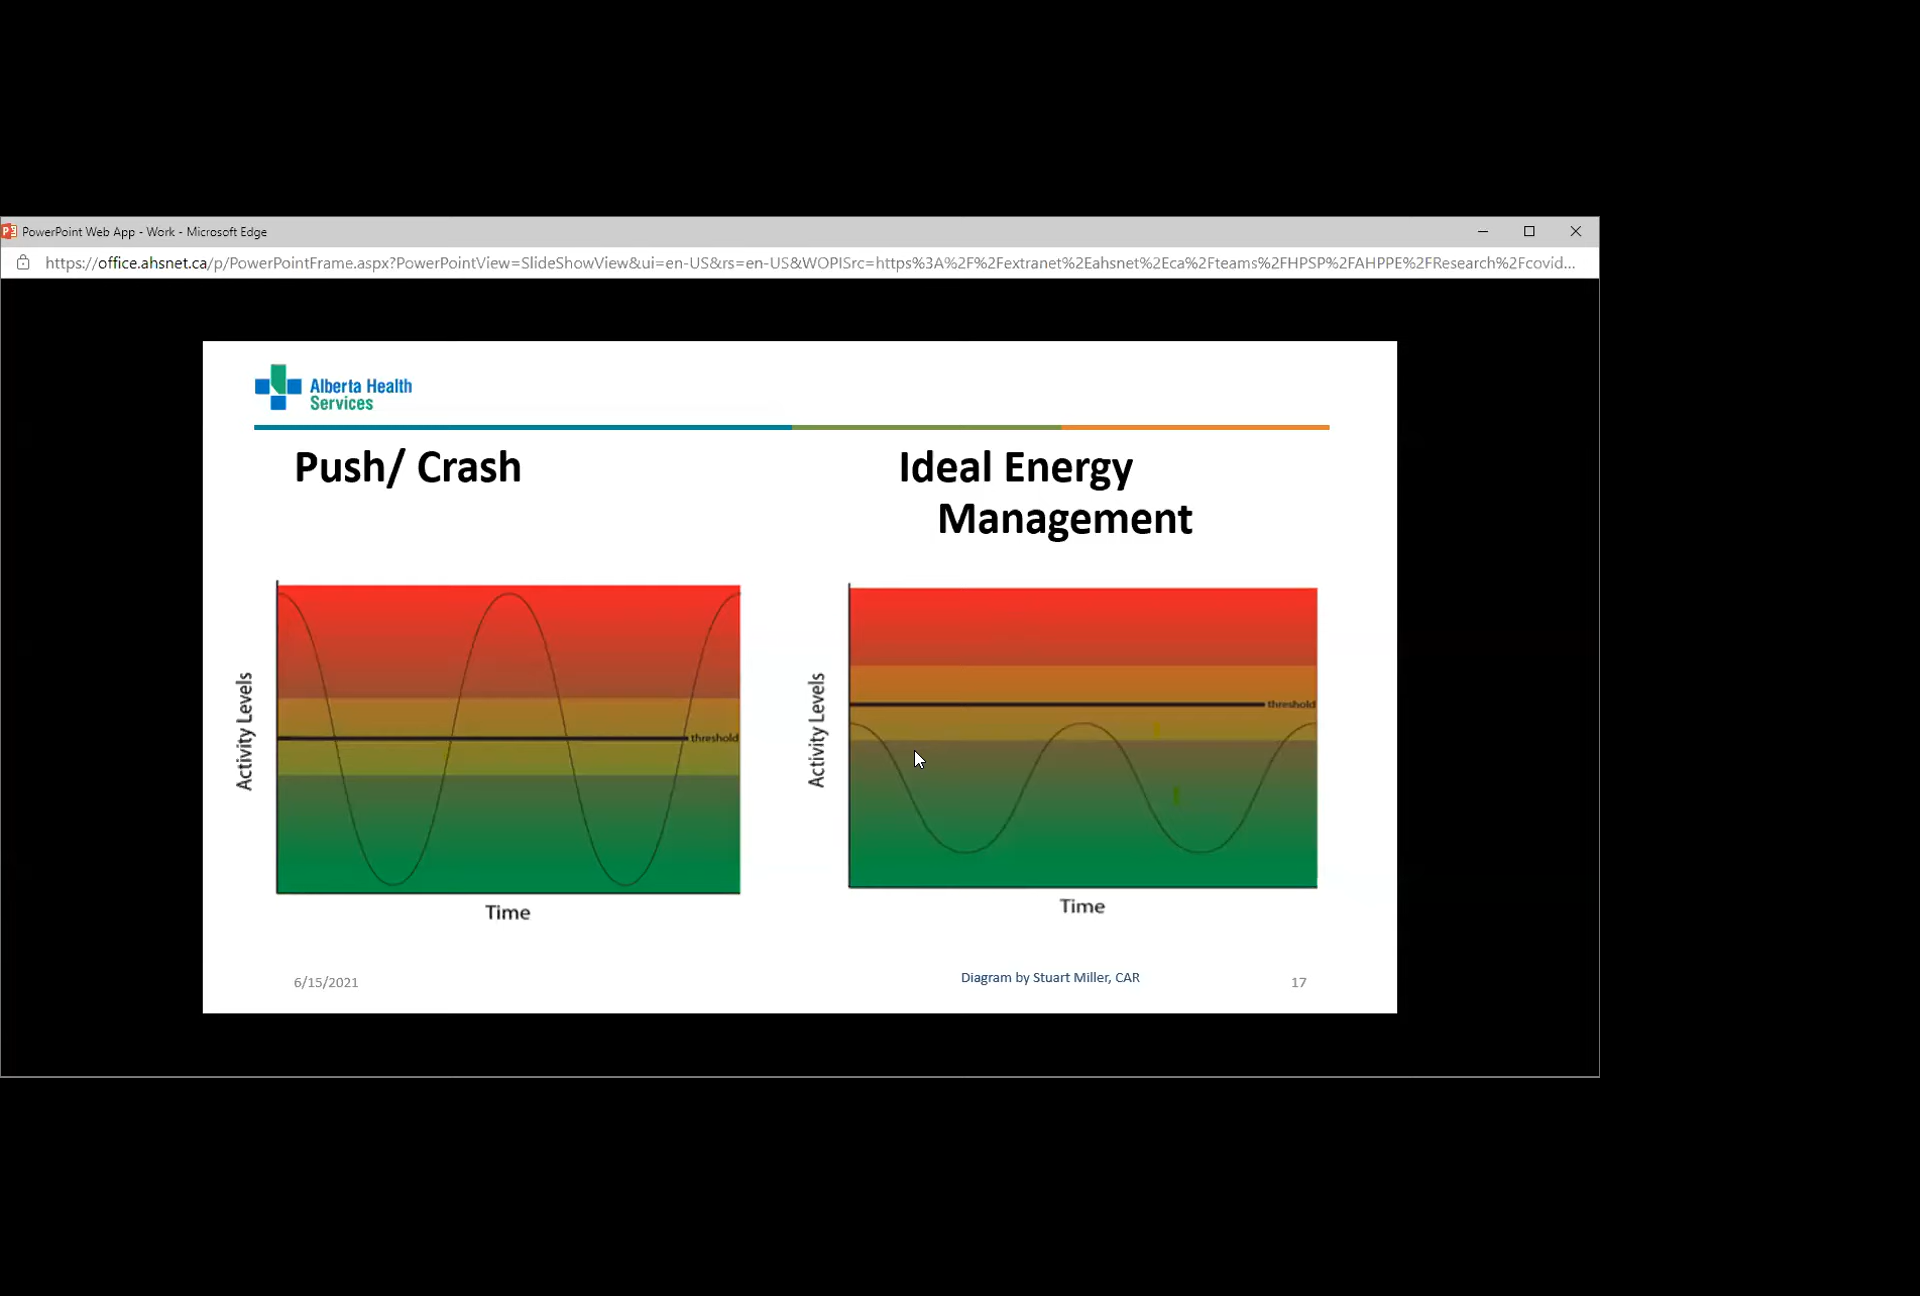 PowerPoint Web App - Work - Microsoft Edge
https://office.ahsnet.ca/p/PowerPointFrame.aspx?PowerPointView=SlideShowView&ui=en-US&rs=en-US&WOPISrc=https%3A%2F%2Fextranet%2Eahsnet%2Eca%2Fteams%2FHPSP%2FAHPPE%2FResearch%2Fcovid...
Alberta Health
Services
Push/ Crash
Ideal Energy
Management
Activity Levels
threshold
Time
Activity Levels
threshold
Time
6/15/2021
Diagram by Stuart Miller, CAR
17